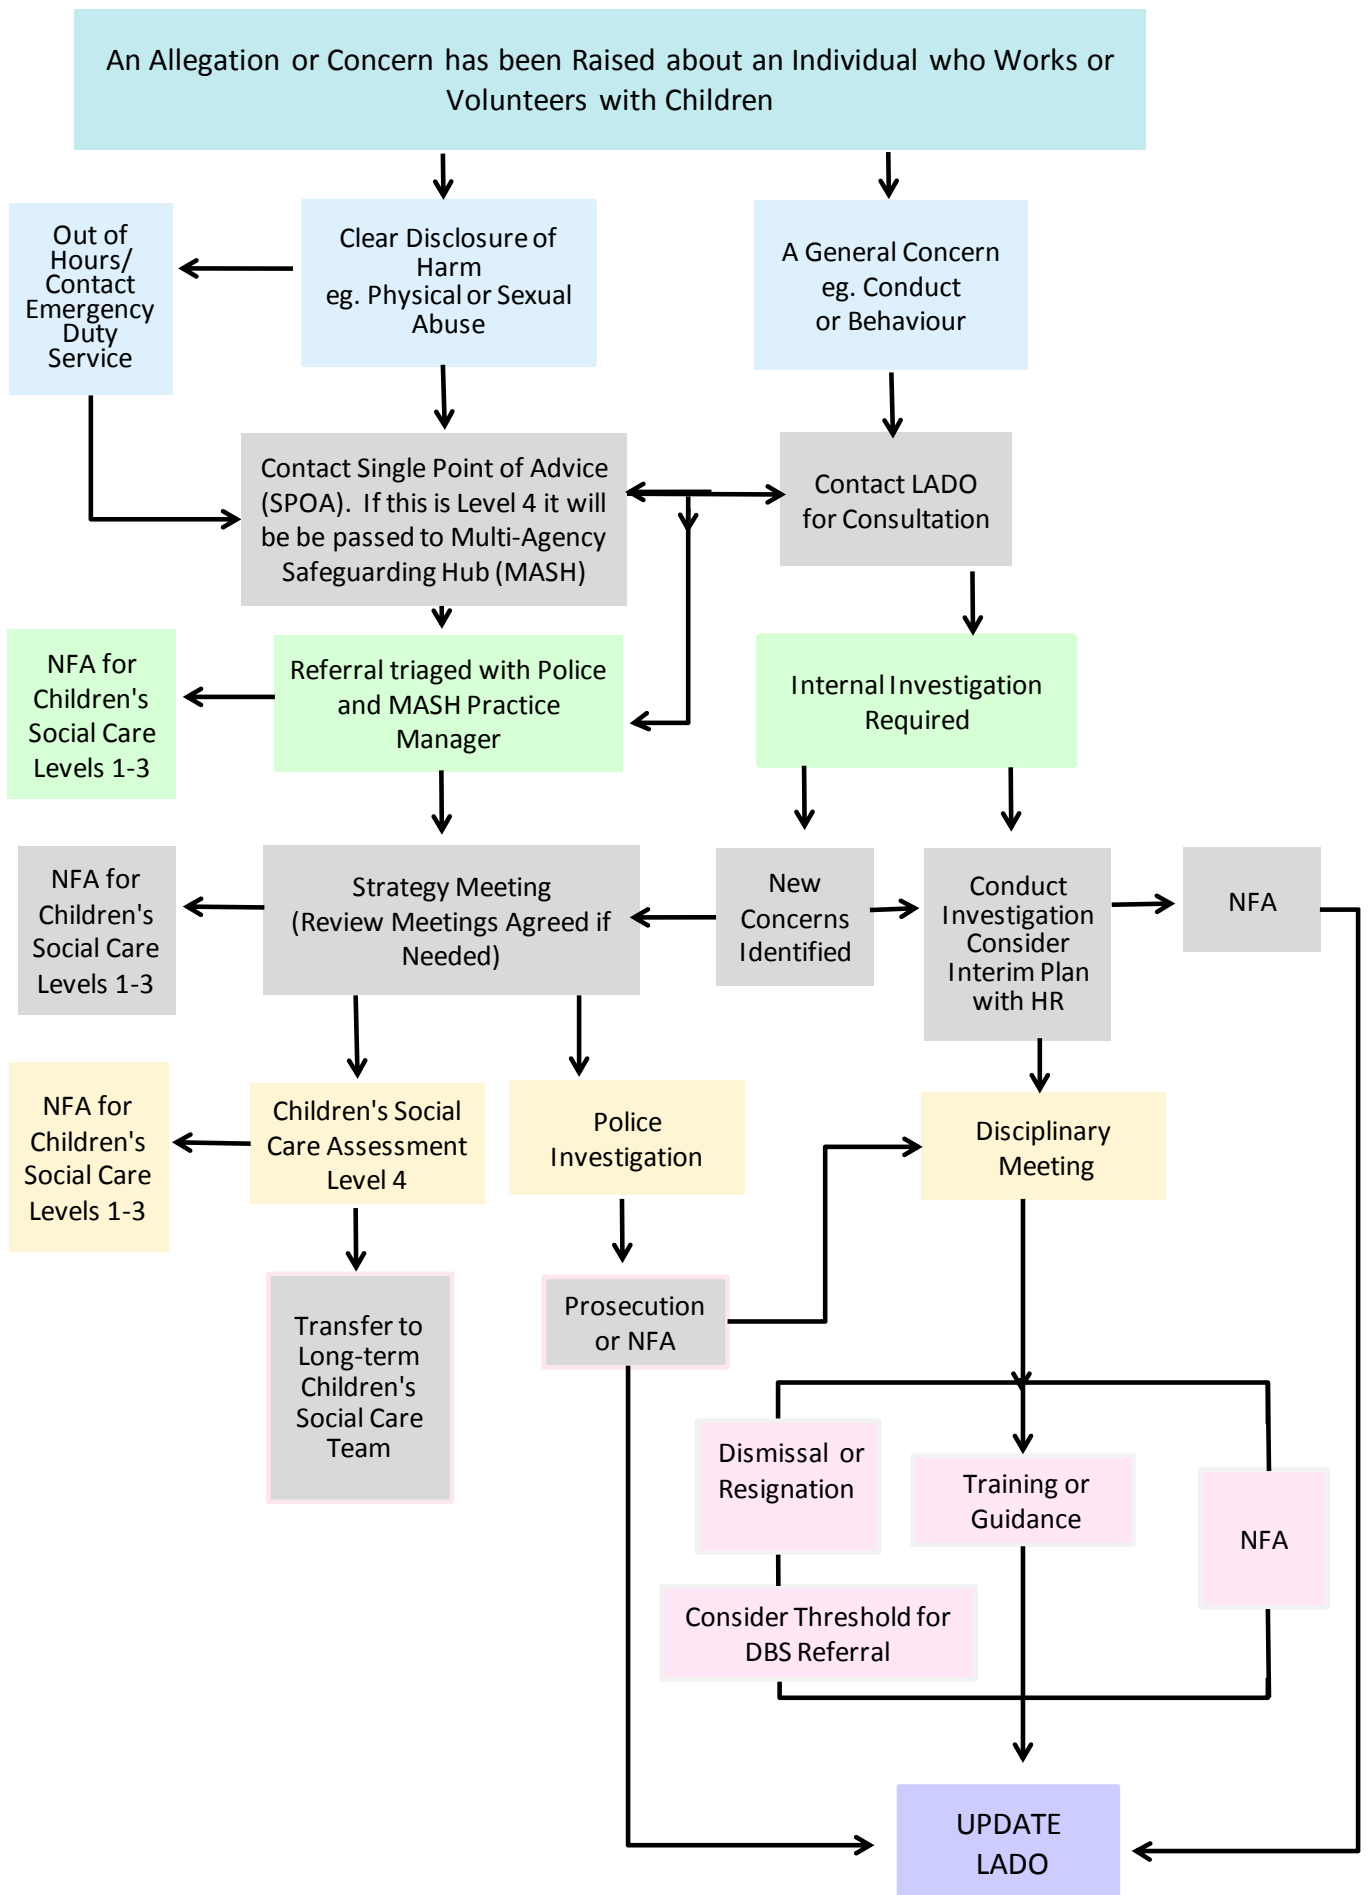 An Allegation or Concern has been Raised about an Individual who Works or
Volunteers with Children
Out of
Hours/
Contact
Emergency
Duty
Service
Clear Disclosure of
Harm
eg. Physical or Sexual
Abuse
A General Concern
eg. Conduct
or Behaviour
Contact Single Point of Advice
(SPOA). If this is Level 4 it will
be be passed to Multi-Agency
Safeguarding Hub (MASH)
Contact LADO
for Consultation
NFA for
Children's
Social Care
Levels 1-3
Referral triaged with Police
and MASH Practice
Manager
Internal Investigation
Required
NFA for
Children's
Social Care
Levels 1-3
Strategy Meeting
(Review Meetings Agreed if
Needed)
New
Concerns
Identified
Conduct
Investigation
Consider
Interim Plan
with HR
NFA
NFA for
Children's
Social Care
Levels 1-3
Children's Social
Care Assessment
Level 4
Police
Investigation
Disciplinary
Meeting
Transfer to
Long-term
Children's
Social Care
Team
Prosecution
or NFA
Dismissal or
Resignation
Training or
Guidance
NFA
Consider Threshold for
DBS Referral
UPDATE
LADO